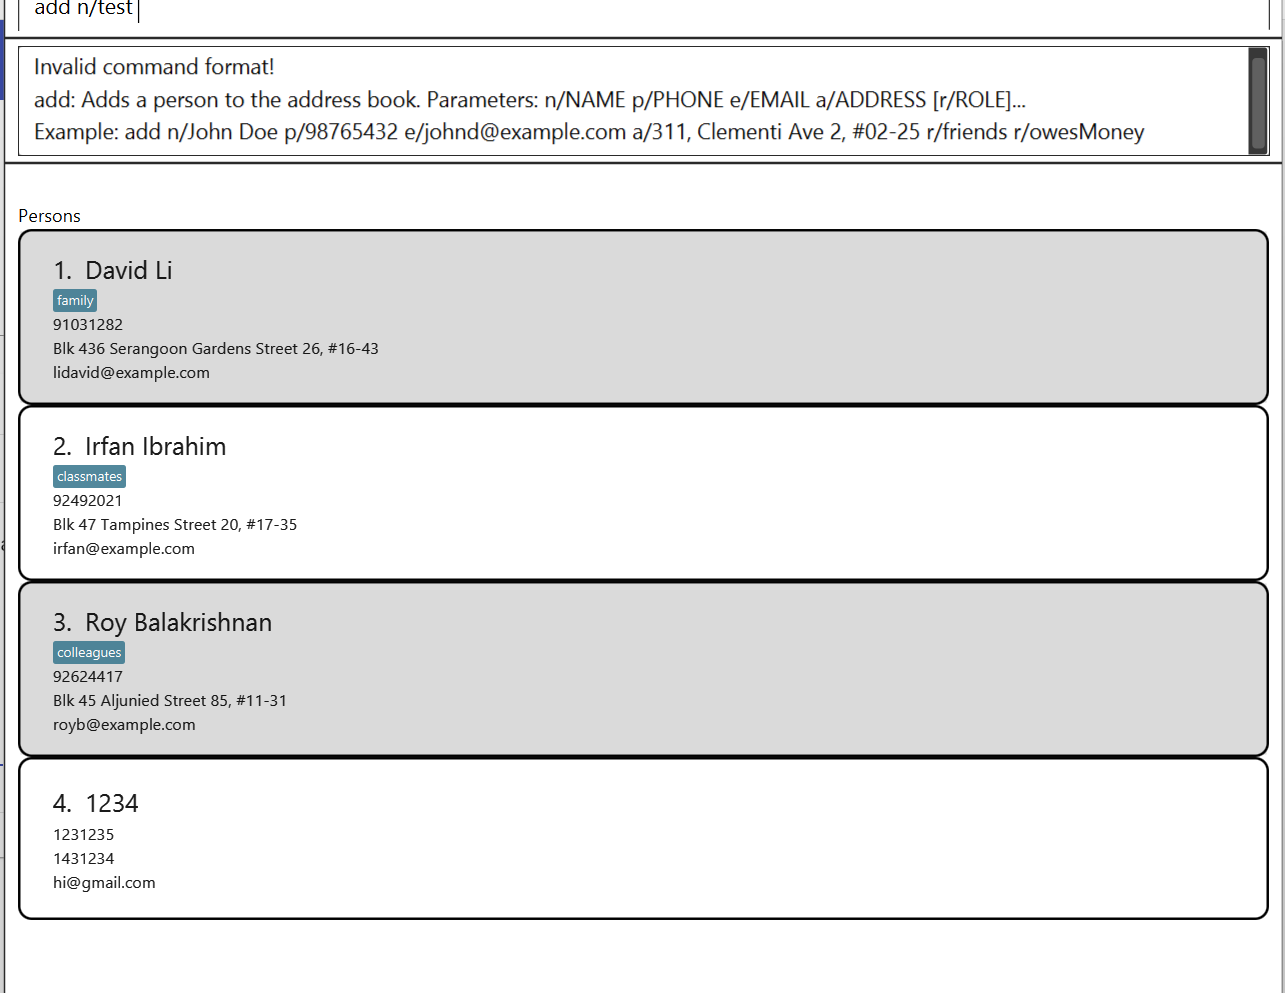 add n/test
Invalid command format!
add: Adds a person to the address book. Parameters: n/NAME p/PHONE e/EMAIL a/ADDRESS [r/ROLE]...
Example: add n/John Doe p/98765432 e/johnd@example.com a/311, Clementi Ave 2, #02-25 r/friends r/owesMoney
Persons
1. David Li
family
91031282
Blk 436 Serangoon Gardens Street 26, #16-43
lidavid@example.com
2. Irfan Ibrahim
classmates
92492021
Blk 47 Tampines Street 20, #17-35
irfan@example.com
3. Roy Balakrishnan
colleagues
92624417
Blk 45 Aljunied Street 85, #11-31
royb@example.com
4. 1234
1231235
1431234
hi@gmail.com